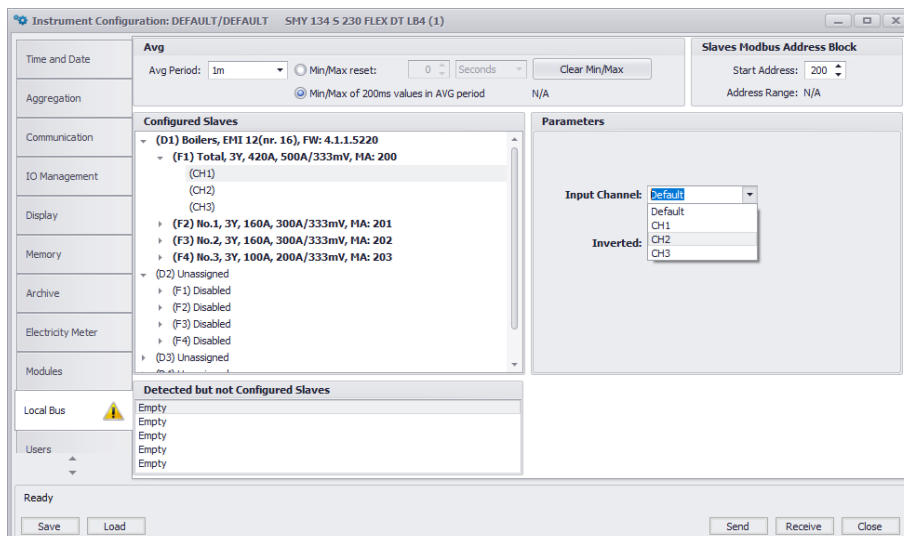 Instrument Configuration: DEFAULT/DEFAULT SMY 134 S 230 FLEX DT LB4 (1)
Time and Date
Aggregation
Communication
IO Management
Display
Memory
Archive
Electricity Meter
Modules
Local Bus
Users
Avg
Avg Period: 1m Min/Max reset: 0 Seconds Clear Min/Max
Min/Max of 200ms values in AVG period N/A
Slaves Modbus Address Block
Start Address: 200
Address Range: N/A
Configured Slaves
(D1) Boilers, EMI 12(nr. 16), FW: 4.1.1.5220
(F1) Total, 3Y, 420A, 500A/333mV, MA: 200
(CH1)
(CH2)
(CH3)
(F2) No.1, 3Y, 160A, 300A/333mV, MA: 201
(F3) No.2, 3Y, 160A, 300A/333mV, MA: 202
(F4) No.3, 3Y, 100A, 200A/333mV, MA: 203
(D2) Unassigned
(F1) Disabled
(F2) Disabled
(F3) Disabled
(F4) Disabled
(D3) Unassigned
Parameters
Input Channel: Default
Default
CH1
CH2
CH3
Inverted:
Detected but not Configured Slaves
Empty
Empty
Empty
Empty
Empty
Ready
Save Load Send Receive Close